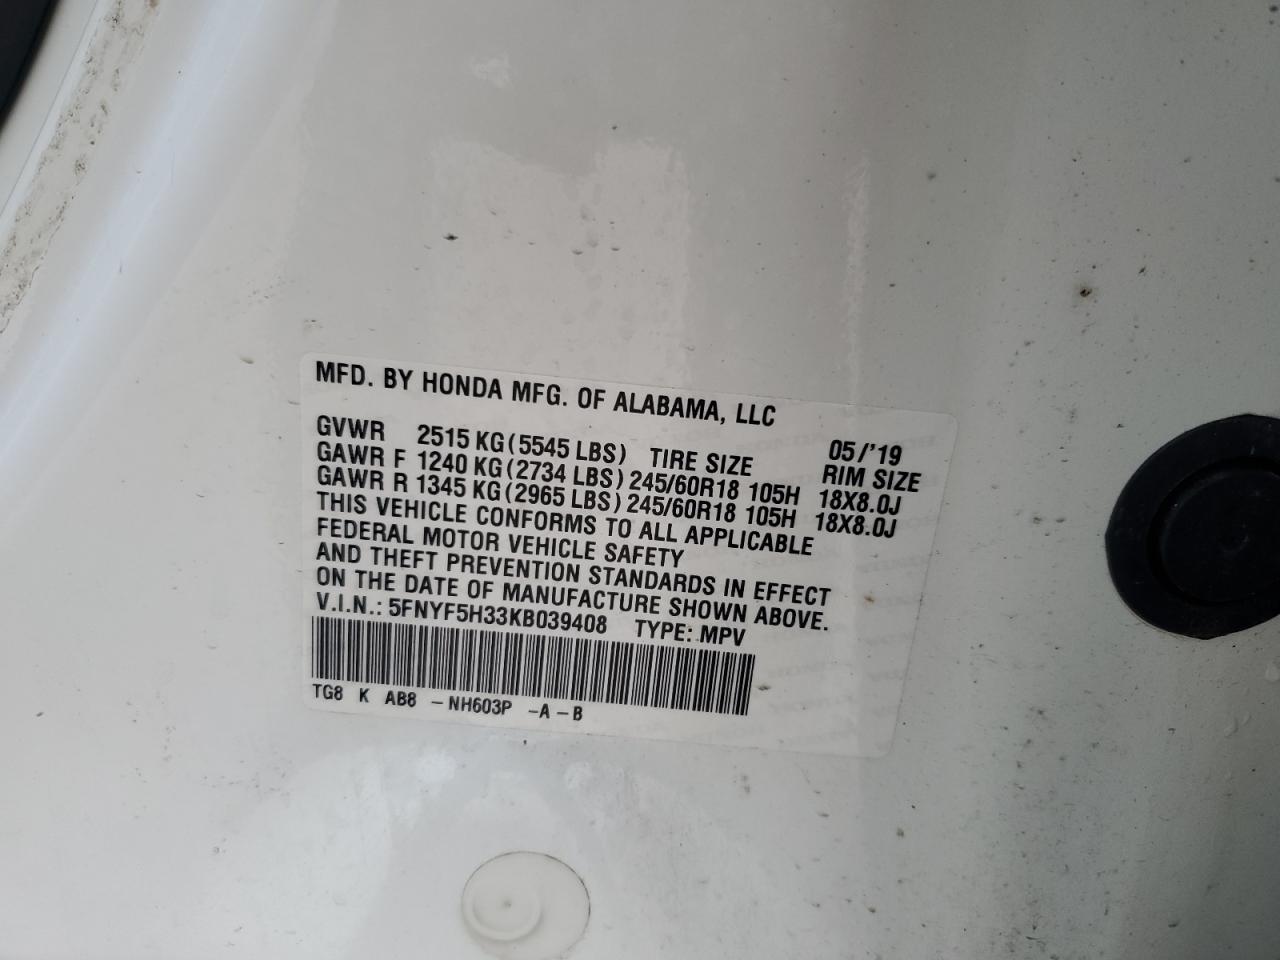 MFD. BY HONDA MFG. OF ALABAMA, LLC
05/'19
GVWR 2515 KG (5545 LBS) TIRE SIZE RIM SIZE
GAWR F 1240 KG (2734 LBS) 245/60R18 105H 18X8.0J
GAWR R 1345 KG (2965 LBS) 245/60R18 105H 18X8.0J
THIS VEHICLE CONFORMS TO ALL APPLICABLE
FEDERAL MOTOR VEHICLE SAFETY
AND THEFT PREVENTION STANDARDS IN EFFECT
ON THE DATE OF MANUFACTURE SHOWN ABOVE.
V.I.N.: 5FNYF5H33KB039408 TYPE: MPV
TG8 K AB8 -NH603P -A -B